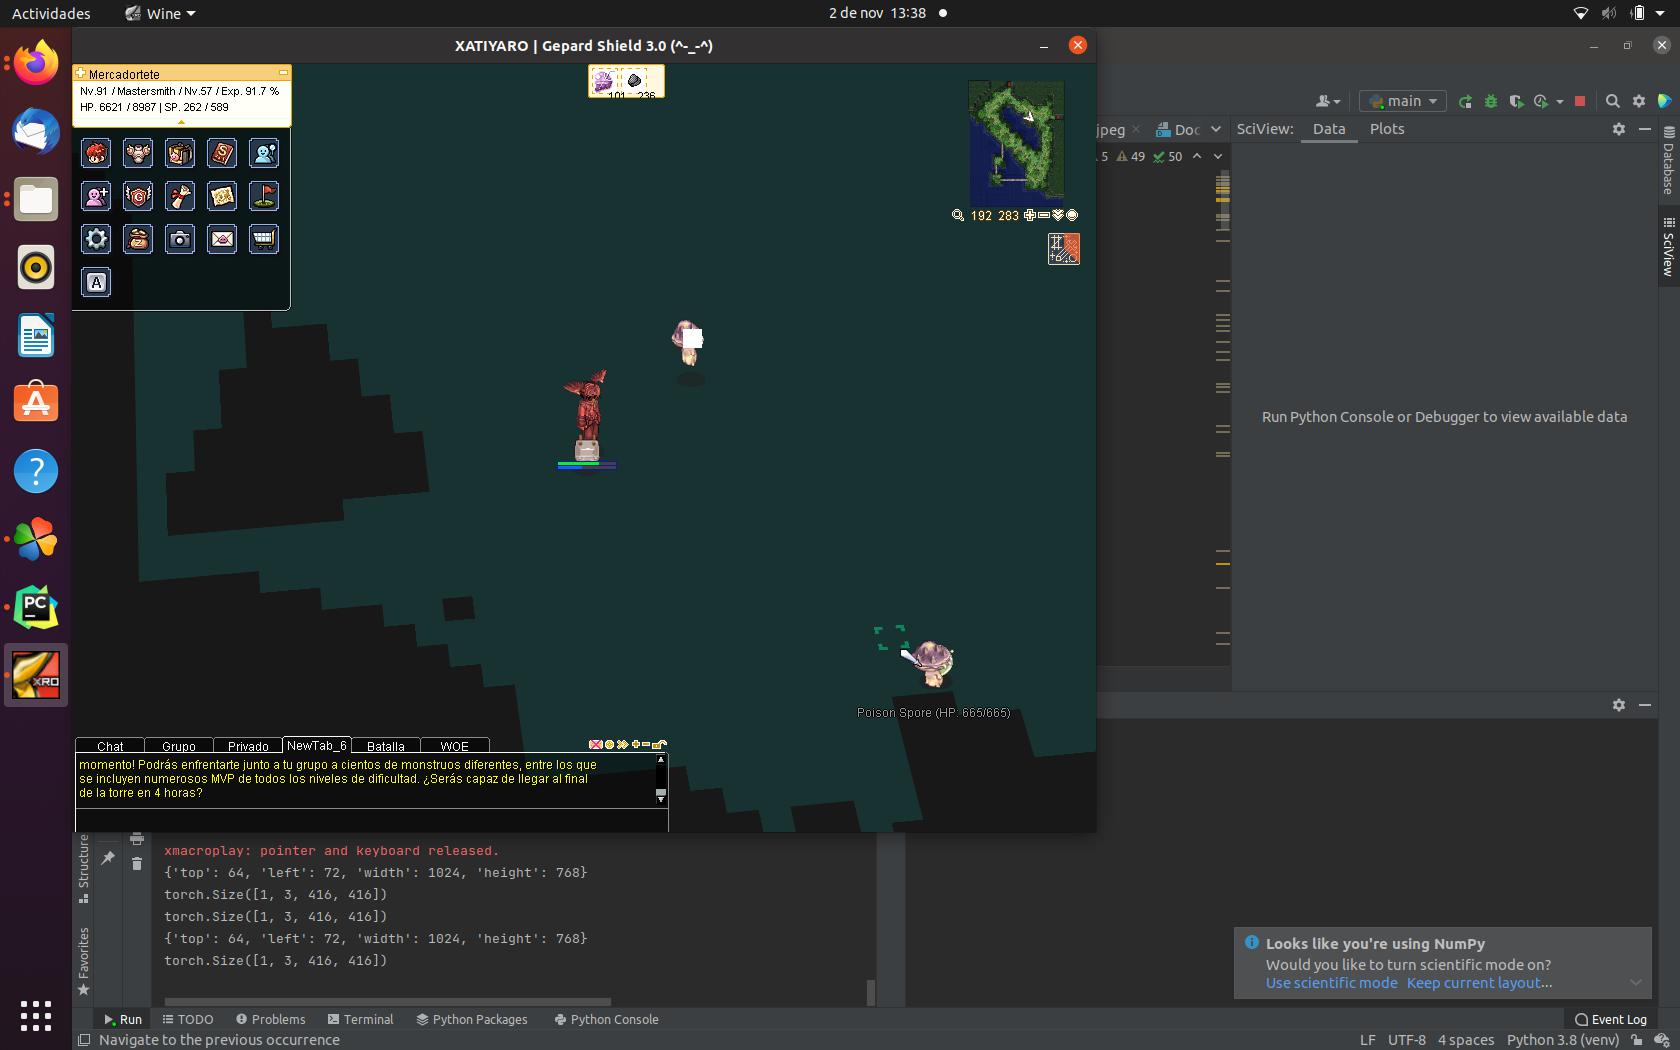 Actividades
Wine
2 de nov 13:38
XATIYARO | Gepard Shield 3.0 (^-_-^)
Mercadortete
Nv.91 / Mastersmith / Nv.57 / Exp. 91.7 %
HP. 6621 / 8987 | SP. 262 / 589
101 236
192 283
A
main
jpeg
Doc
SciView:
Data
Plots
5 49 50
Database
SciView
Run Python Console or Debugger to view available data
Poison Spore (HP: 665/665)
XRO
Chat
Grupo
Privado
NewTab_6
Batalla
WOE
momento! Podrás enfrentarte junto a tu grupo a cientos de monstruos diferentes, entre los que
se incluyen numerosos MVP de todos los niveles de dificultad. ¿Serás capaz de llegar al final
de la torre en 4 horas?
Structure
Favorites
xmacroplay: pointer and keyboard released.
{'top': 64, 'left': 72, 'width': 1024, 'height': 768}
torch.Size([1, 3, 416, 416])
torch.Size([1, 3, 416, 416])
{'top': 64, 'left': 72, 'width': 1024, 'height': 768}
torch.Size([1, 3, 416, 416])
Looks like you're using NumPy
Would you like to turn scientific mode on?
Use scientific mode Keep current layout...
Run
TODO
Problems
Terminal
Python Packages
Python Console
Event Log
Navigate to the previous occurrence
LF UTF-8 4 spaces Python 3.8 (venv)